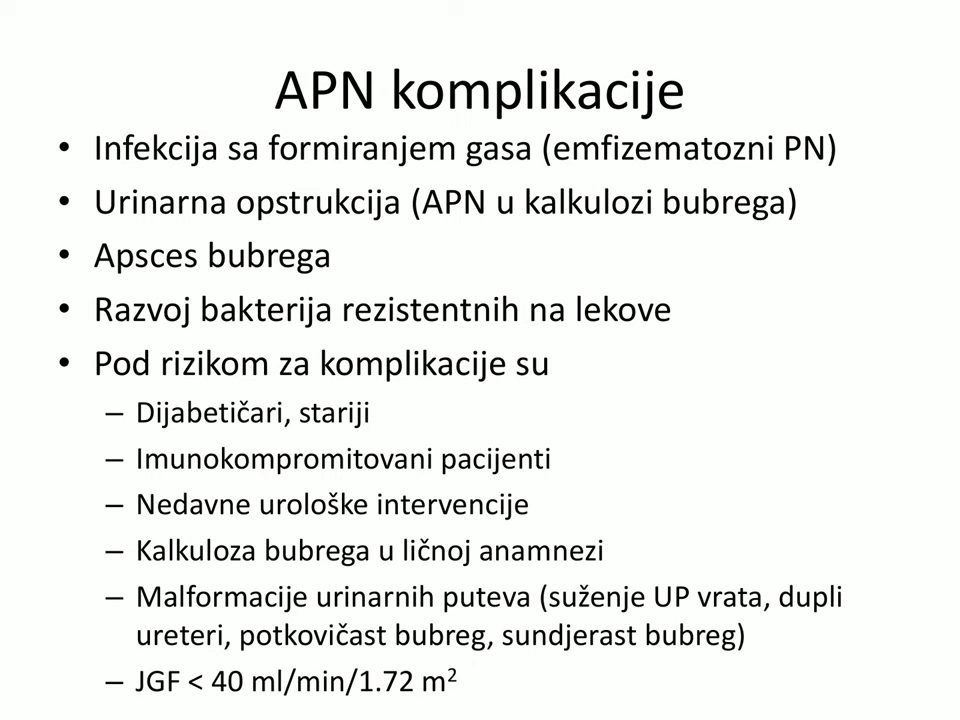 APN komplikacije
• Infekcija sa formiranjem gasa (emfizematozni PN)
• Urinarna opstrukcija (APN u kalkulozi bubrega)
• Apsces bubrega
• Razvoj bakterija rezistentnih na lekove
• Pod rizikom za komplikacije su
– Dijabetičari, stariji
– Imunokompromitovani pacijenti
– Nedavne urološke intervencije
– Kalkuloza bubrega u ličnoj anamnezi
– Malformacije urinarnih puteva (suženje UP vrata, dupli
ureteri, potkovičast bubreg, sundjerast bubreg)
– JGF < 40 ml/min/1.72 m²